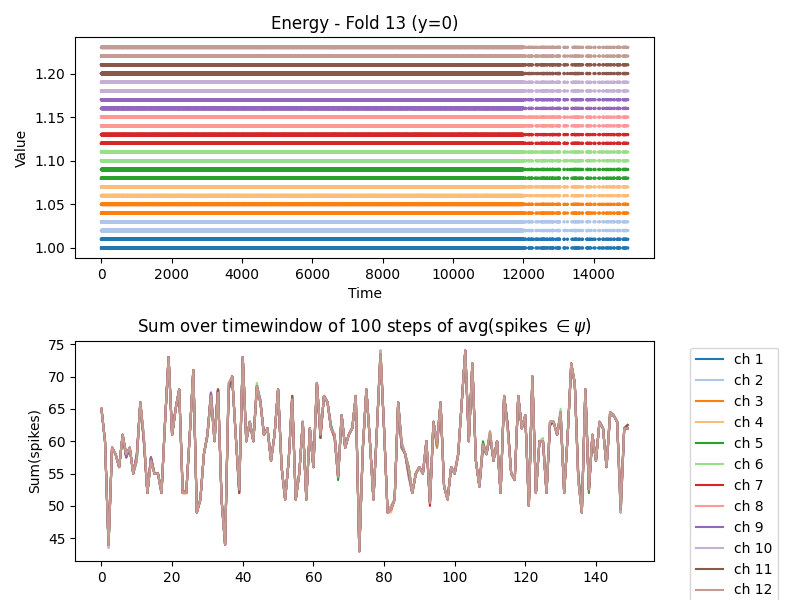 Energy - Fold 13 (y=0)
Value
1.20
1.15
1.10
1.05
1.00
0 2000 4000 6000 8000 10000 12000 14000
Time
Sum over timewindow of 100 steps of avg(spikes ∈ ψ)
Sum(spikes)
75
70
65
60
55
50
45
0 20 40 60 80 100 120 140
ch 1
ch 2
ch 3
ch 4
ch 5
ch 6
ch 7
ch 8
ch 9
ch 10
ch 11
ch 12